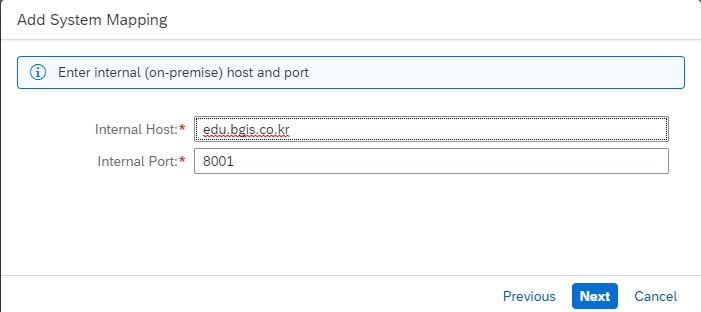 Add System Mapping
Enter internal (on-premise) host and port
Internal Host:* edu.bgis.co.kr
Internal Port:* 8001
Previous Next Cancel